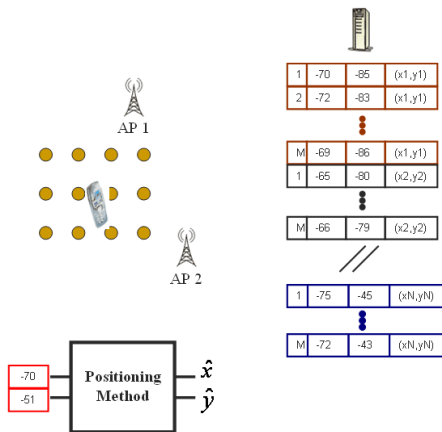 1 -70 -85 (x1,y1)
2 -72 -83 (x1,y1)
M -69 -86 (x1,y1)
1 -65 -80 (x2,y2)
M -66 -79 (x2,y2)
1 -75 -45 (xN,yN)
M -72 -43 (xN,yN)
AP 1
AP 2
-70
-51
Positioning
Method
x̂
ŷ